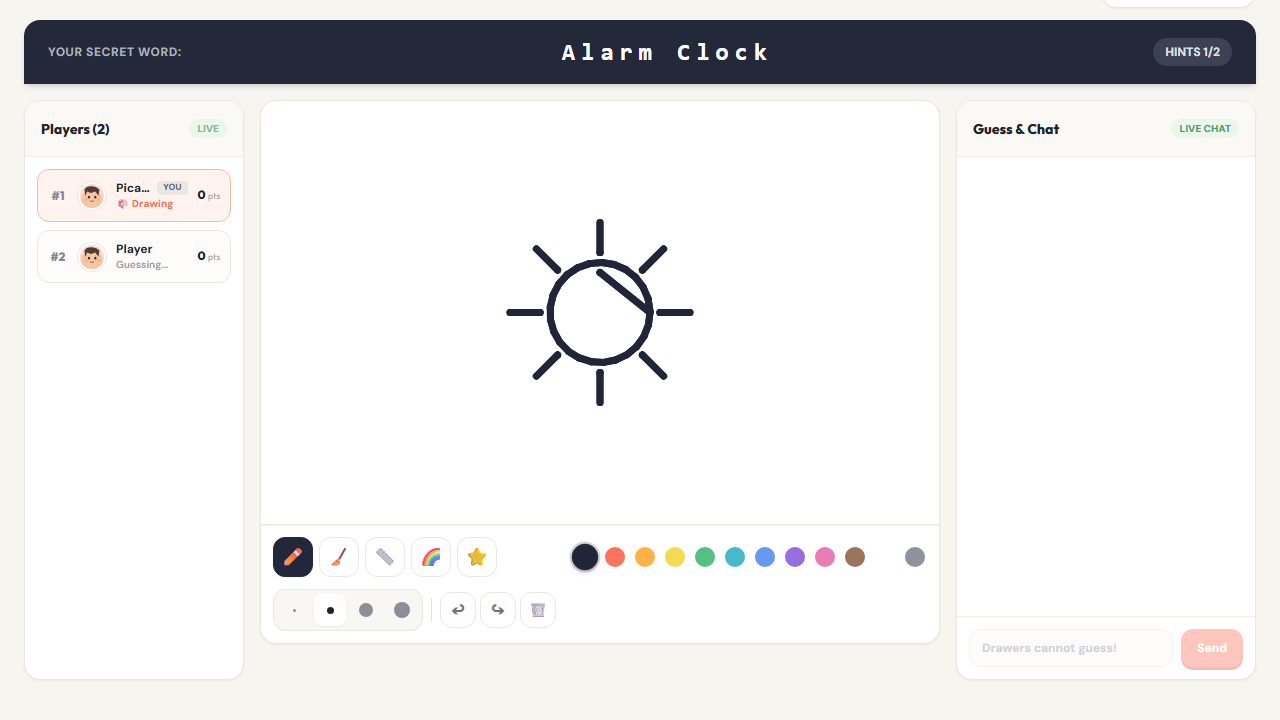 YOUR SECRET WORD:
Alarm Clock
HINTS 1/2
Players (2)
LIVE
#1
Pica...
YOU
Drawing
0 pts
#2
Player
Guessing...
0 pts
Guess & Chat
LIVE CHAT
Drawers cannot guess!
Send